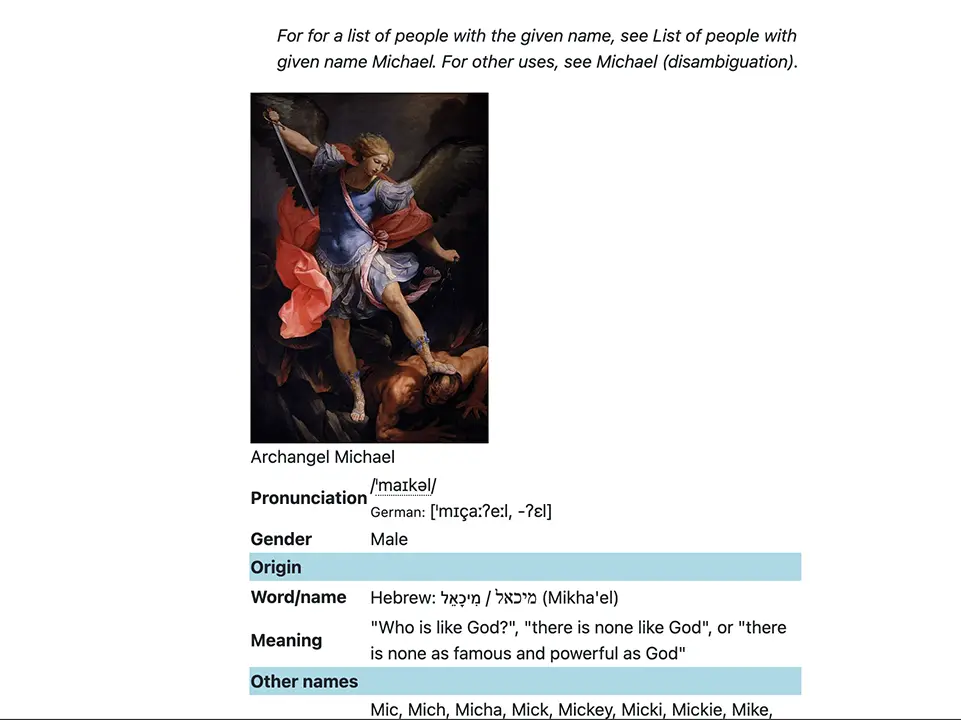 For for a list of people with the given name, see List of people with
given name Michael. For other uses, see Michael (disambiguation).
Archangel Michael
Pronunciation /ˈmaɪkəl/
German: [ˈmɪçaːʔeːl, -ʔɛl]
Gender Male
Origin
Word/name Hebrew: מיכאל / מִיכָאֵל (Mikha'el)
Meaning "Who is like God?", "there is none like God", or "there
is none as famous and powerful as God"
Other names
Mic, Mich, Micha, Mick, Mickey, Micki, Mickie, Mike,